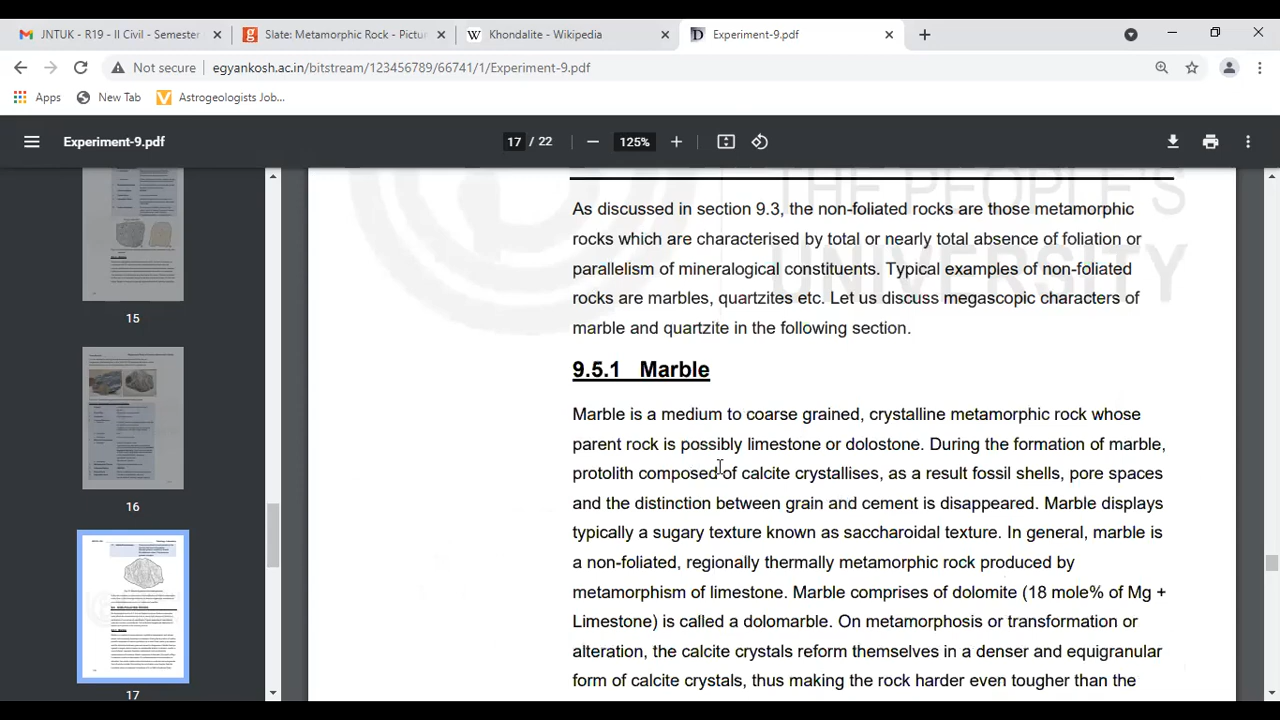 JNTUK - R19 - II Civil - Semester
Slate: Metamorphic Rock - Pictu
Khondalite - Wikipedia
Experiment-9.pdf
Not secure
egyankosh.ac.in/bitstream/123456789/66741/1/Experiment-9.pdf
Apps
New Tab
Astrogeologists Job...
Experiment-9.pdf
17 / 22
125%
15
16
17
THE PEOPLE'S
UNIVERSITY
As discussed in section 9.3, the non-foliated rocks are those metamorphic
rocks which are characterised by total or nearly total absence of foliation or
parallelism of mineralogical constituents. Typical examples of non-foliated
rocks are marbles, quartzites etc. Let us discuss megascopic characters of
marble and quartzite in the following section.
9.5.1 Marble
Marble is a medium to coarse grained, crystalline metamorphic rock whose
parent rock is possibly limestone or dolostone. During the formation of marble,
protolith composed of calcite crystallises, as a result fossil shells, pore spaces
and the distinction between grain and cement is disappeared. Marble displays
typically a sugary texture known as saccharoidal texture. In general, marble is
a non-foliated, regionally thermally metamorphic rock produced by
metamorphism of limestone. Marble comprises of dolomite (18 mole% of Mg +
Limestone) is called a dolomarble. On metamorphosis or transformation or
alteration, the calcite crystals reform themselves in a denser and equigranular
form of calcite crystals, thus making the rock harder even tougher than the